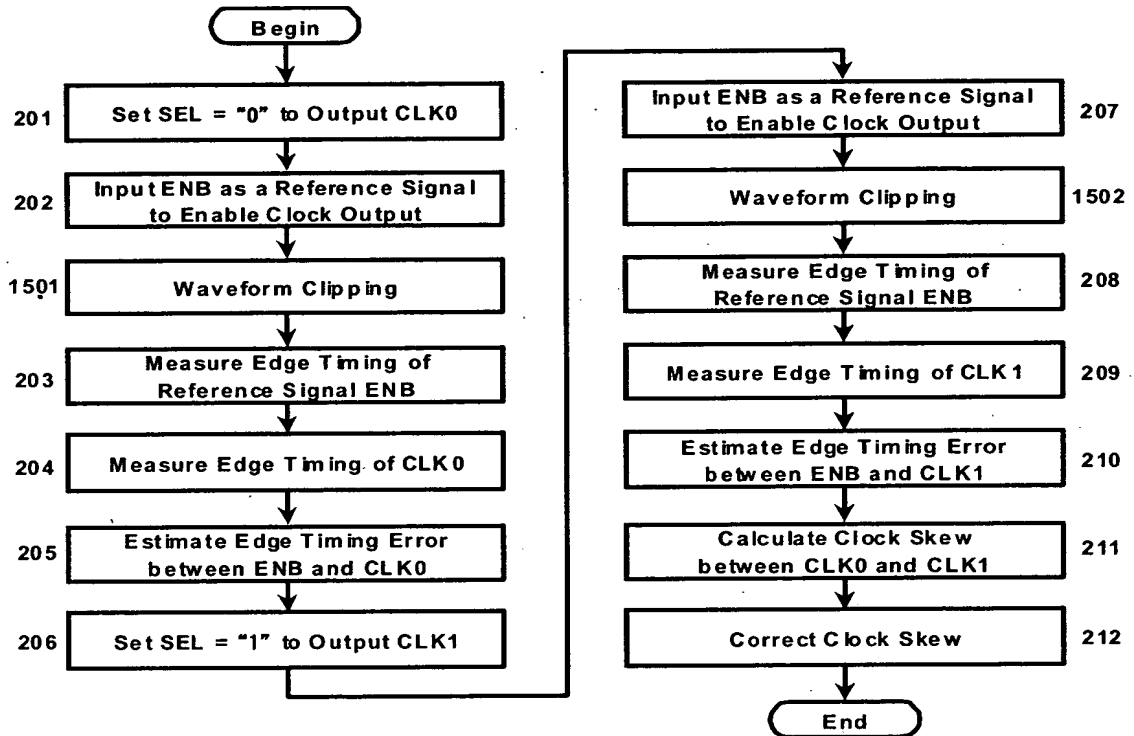 Begin
201
Set SEL = "0" to Output CLK0
202
Input ENB as a Reference Signal
to Enable Clock Output
1501
Waveform Clipping
203
Measure Edge Timing of
Reference Signal ENB
204
Measure Edge Timing of CLK0
205
Estimate Edge Timing Error
between ENB and CLK0
206
Set SEL = "1" to Output CLK1
Input ENB as a Reference Signal
to Enable Clock Output
207
Waveform Clipping
1502
Measure Edge Timing of
Reference Signal ENB
208
Measure Edge Timing of CLK1
209
Estimate Edge Timing Error
between ENB and CLK1
210
Calculate Clock Skew
between CLK0 and CLK1
211
Correct Clock Skew
212
End